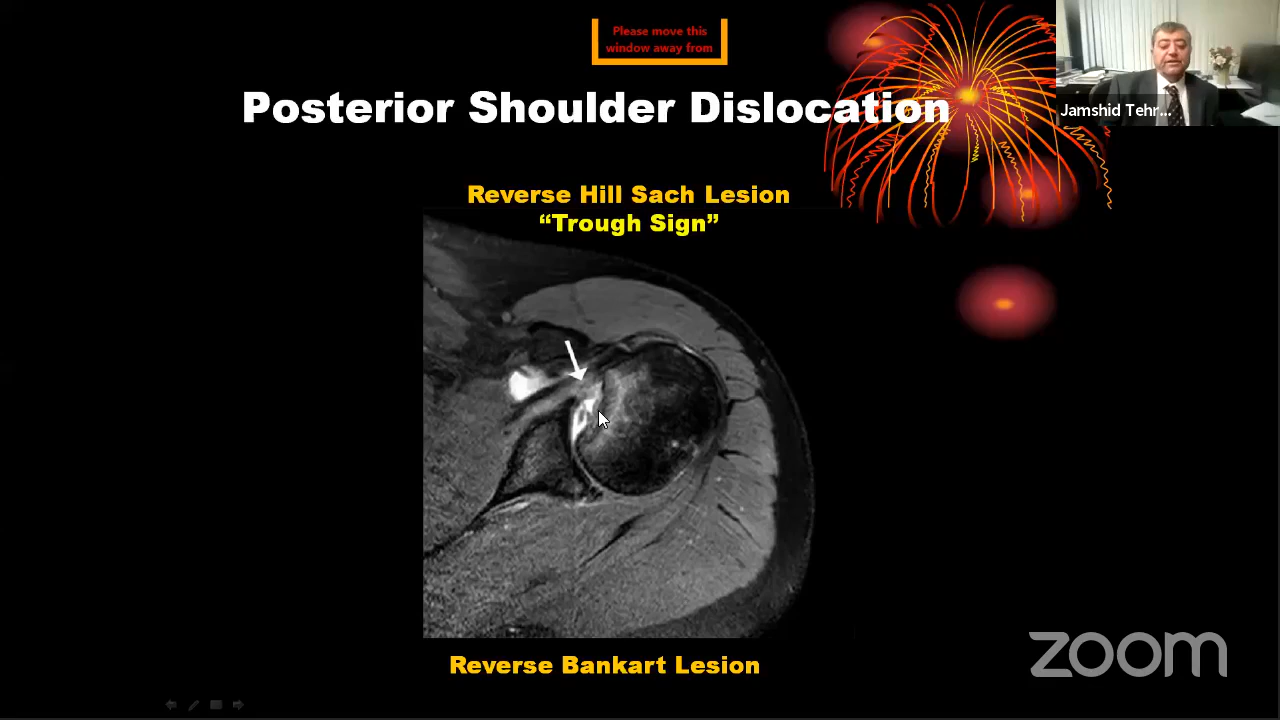 Please move this
window away from
Posterior Shoulder Dislocation
Jamshid Tehr...
Reverse Hill Sach Lesion
“Trough Sign”
Reverse Bankart Lesion
zoom